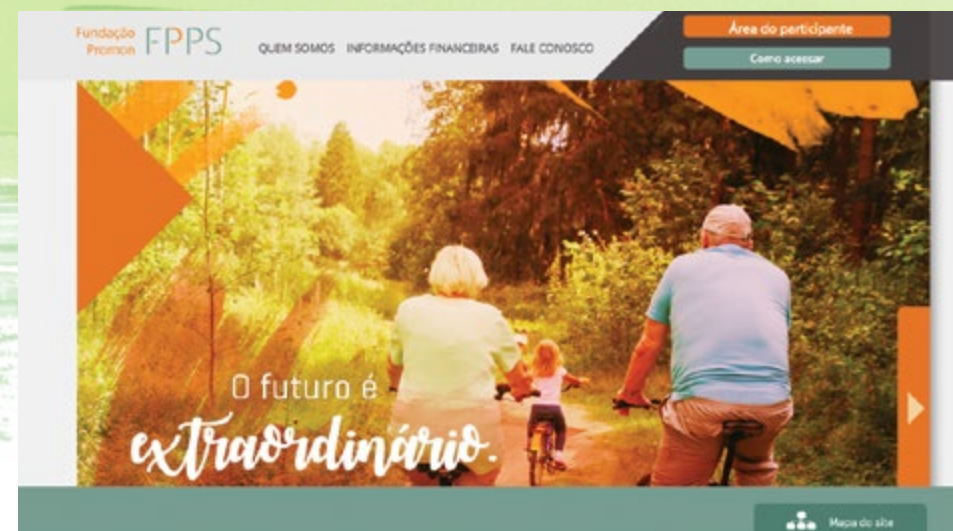 Fundação
Promon FPPS
QUEM SOMOS INFORMAÇÕES FINANCEIRAS FALE CONOSCO
Área do participante
Como acessar
O futuro é
extraordinário.
Mapa do site